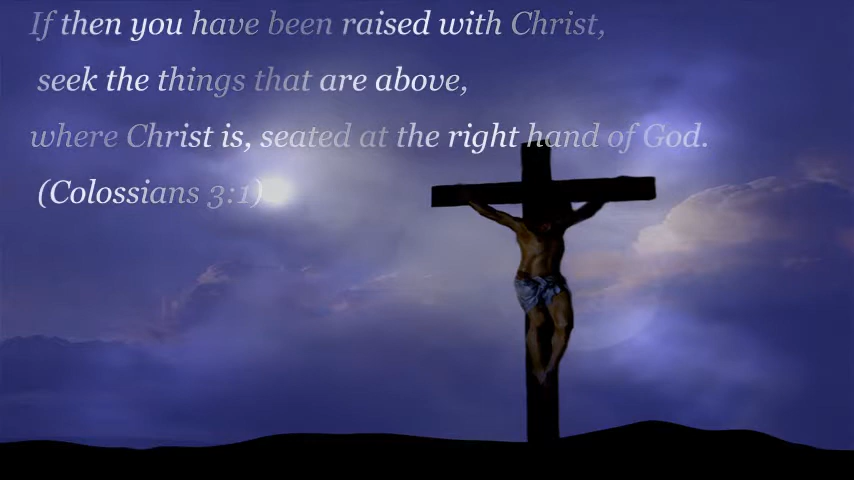 If then you have been raised with Christ,
seek the things that are above,
where Christ is, seated at the right hand of God.
(Colossians 3:1)